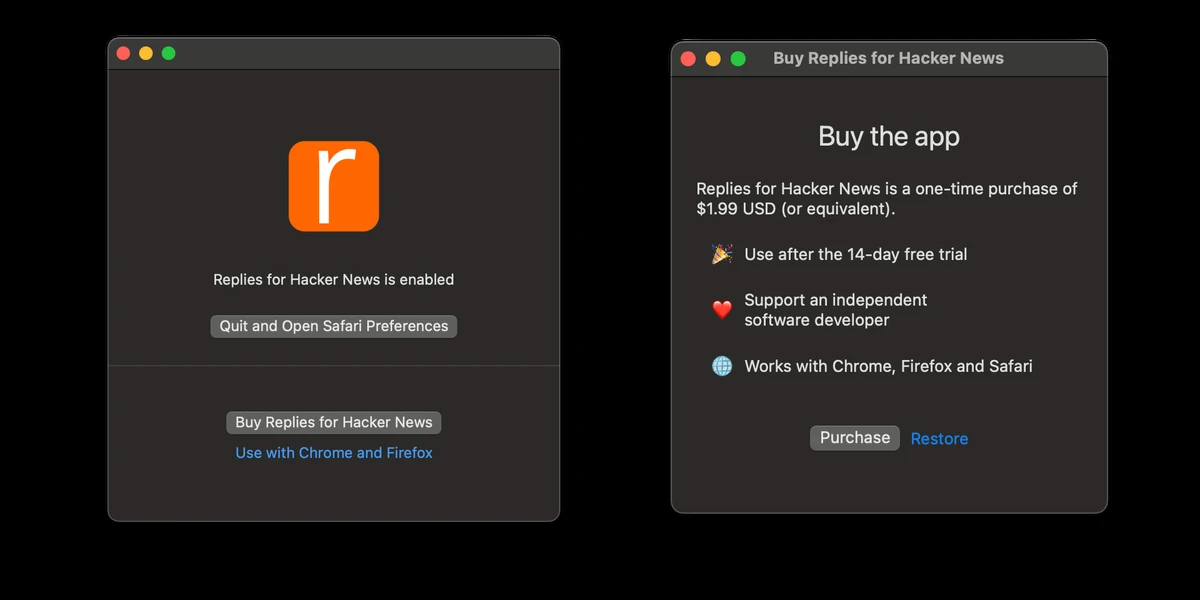 r
Replies for Hacker News is enabled
Quit and Open Safari Preferences
Buy Replies for Hacker News
Use with Chrome and Firefox
Buy Replies for Hacker News
Buy the app
Replies for Hacker News is a one-time purchase of
$1.99 USD (or equivalent).
🎉 Use after the 14-day free trial
❤️ Support an independent
software developer
🌐 Works with Chrome, Firefox and Safari
Purchase Restore